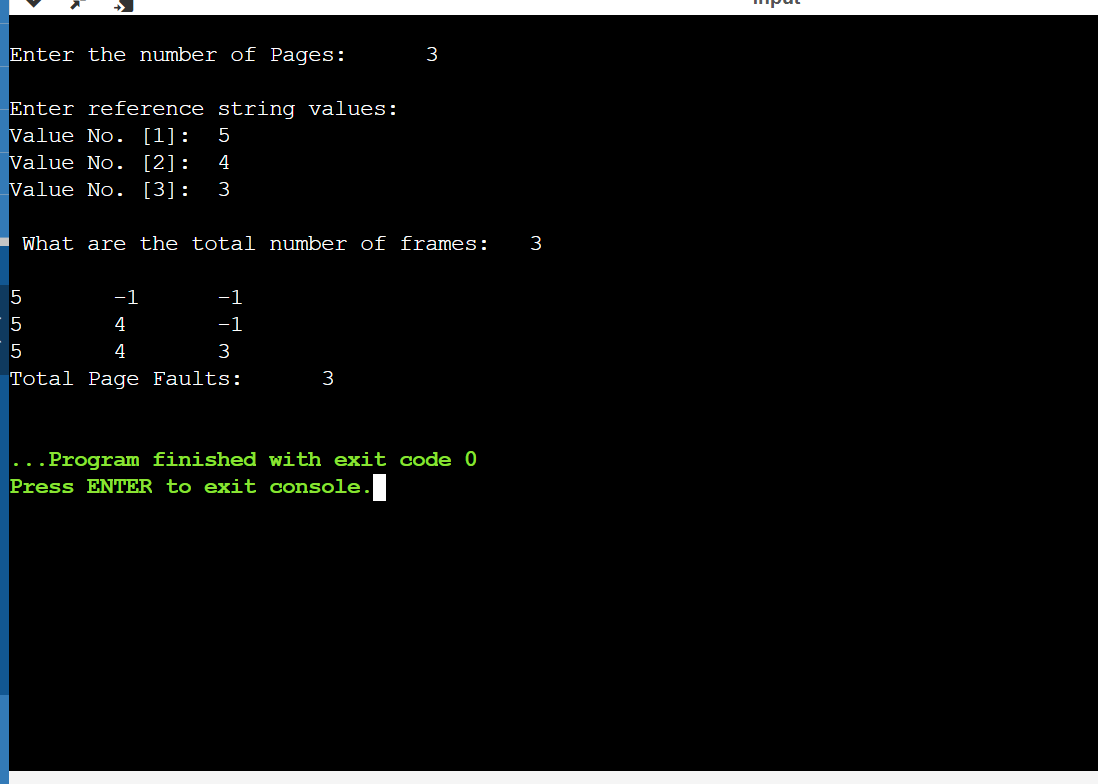 input
Enter the number of Pages: 3
Enter reference string values:
Value No. [1]: 5
Value No. [2]: 4
Value No. [3]: 3
What are the total number of frames: 3
5 -1 -1
5 4 -1
5 4 3
Total Page Faults: 3
...Program finished with exit code 0
Press ENTER to exit console.